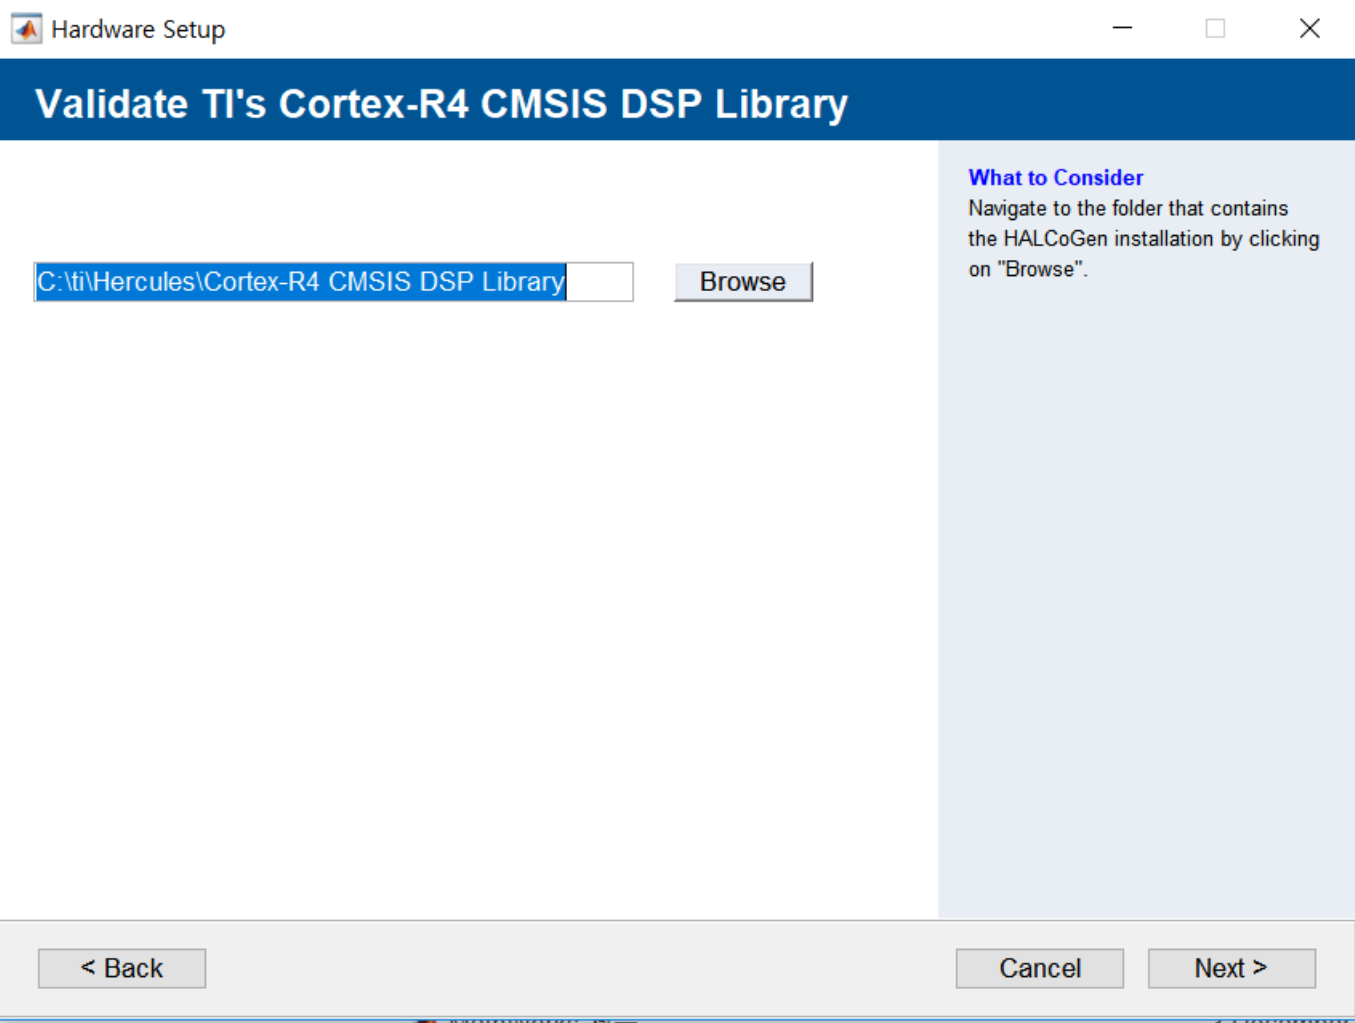 Hardware Setup
Validate TI's Cortex-R4 CMSIS DSP Library
C:\ti\Hercules\Cortex-R4 CMSIS DSP Library
Browse
What to Consider
Navigate to the folder that contains
the HALCoGen installation by clicking
on "Browse".
< Back
Cancel
Next >